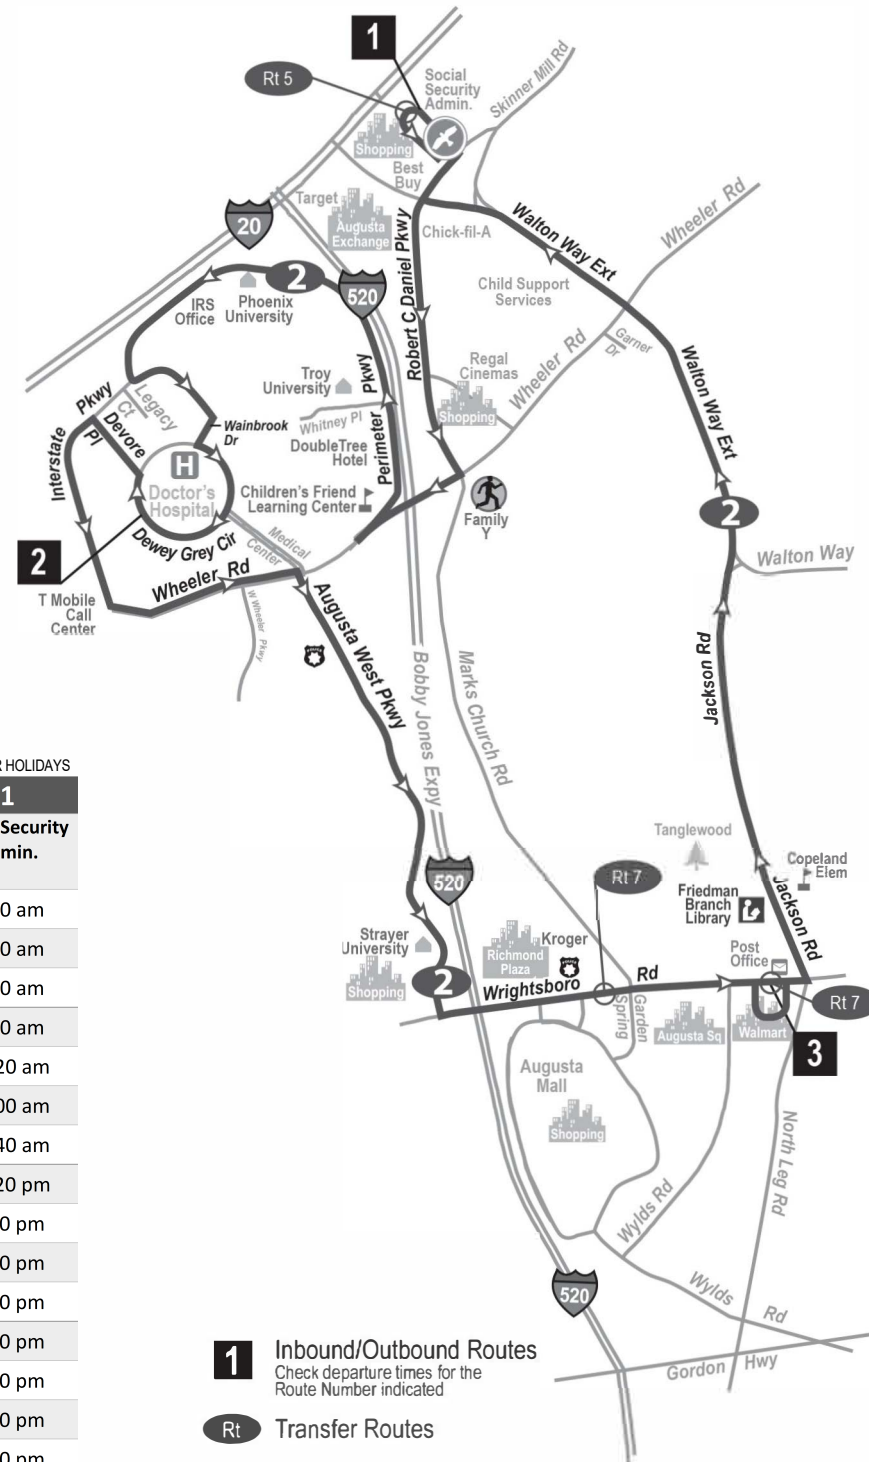 1
Rt 5
Social
Security
Admin.
Skinner Mill Rd
Shopping
Best
Buy
Target
20
Augusta
Exchange
Chick-fil-A
Robert C Daniel Pkwy
Walton Way Ext
Wheeler Rd
Child Support
Services
2
520
IRS
Office
Phoenix
University
Garner
Dr
Regal
Cinemas
Wheeler Rd
Shopping
Walton Way Ext
Troy
University
Perimeter Pkwy
Whitney Pl
DoubleTree
Hotel
Interstate Pkwy
Legacy
Ct
Devore
Pl
Wainbrook
Dr
H
Doctor's
Hospital
Children's Friend
Learning Center
Family
Y
2
Dewey Grey Cir
Medical
Center
2
Walton Way
Wheeler Rd
T Mobile
Call
Center
W Wheeler Pkwy
Augusta West Pkwy
Bobby Jones Expy
Marks Church Rd
Jackson Rd
R HOLIDAYS
1
Security
min.
0 am
0 am
0 am
0 am
20 am
00 am
40 am
20 pm
0 pm
0 pm
0 pm
0 pm
0 pm
0 pm
0 pm
Tanglewood
Copeland
Elem
520
Rt 7
Friedman
Branch
Library
Jackson Rd
Strayer
University
Shopping
2
Richmond
Plaza
Kroger
Post
Office
Wrightsboro Rd
Rt 7
Garden
Spring
Augusta Sq
Walmart
3
Augusta
Mall
Shopping
North Leg Rd
Wylds Rd
520
Wylds Rd
Gordon Hwy
1
Inbound/Outbound Routes
Check departure times for the
Route Number indicated
Rt
Transfer Routes